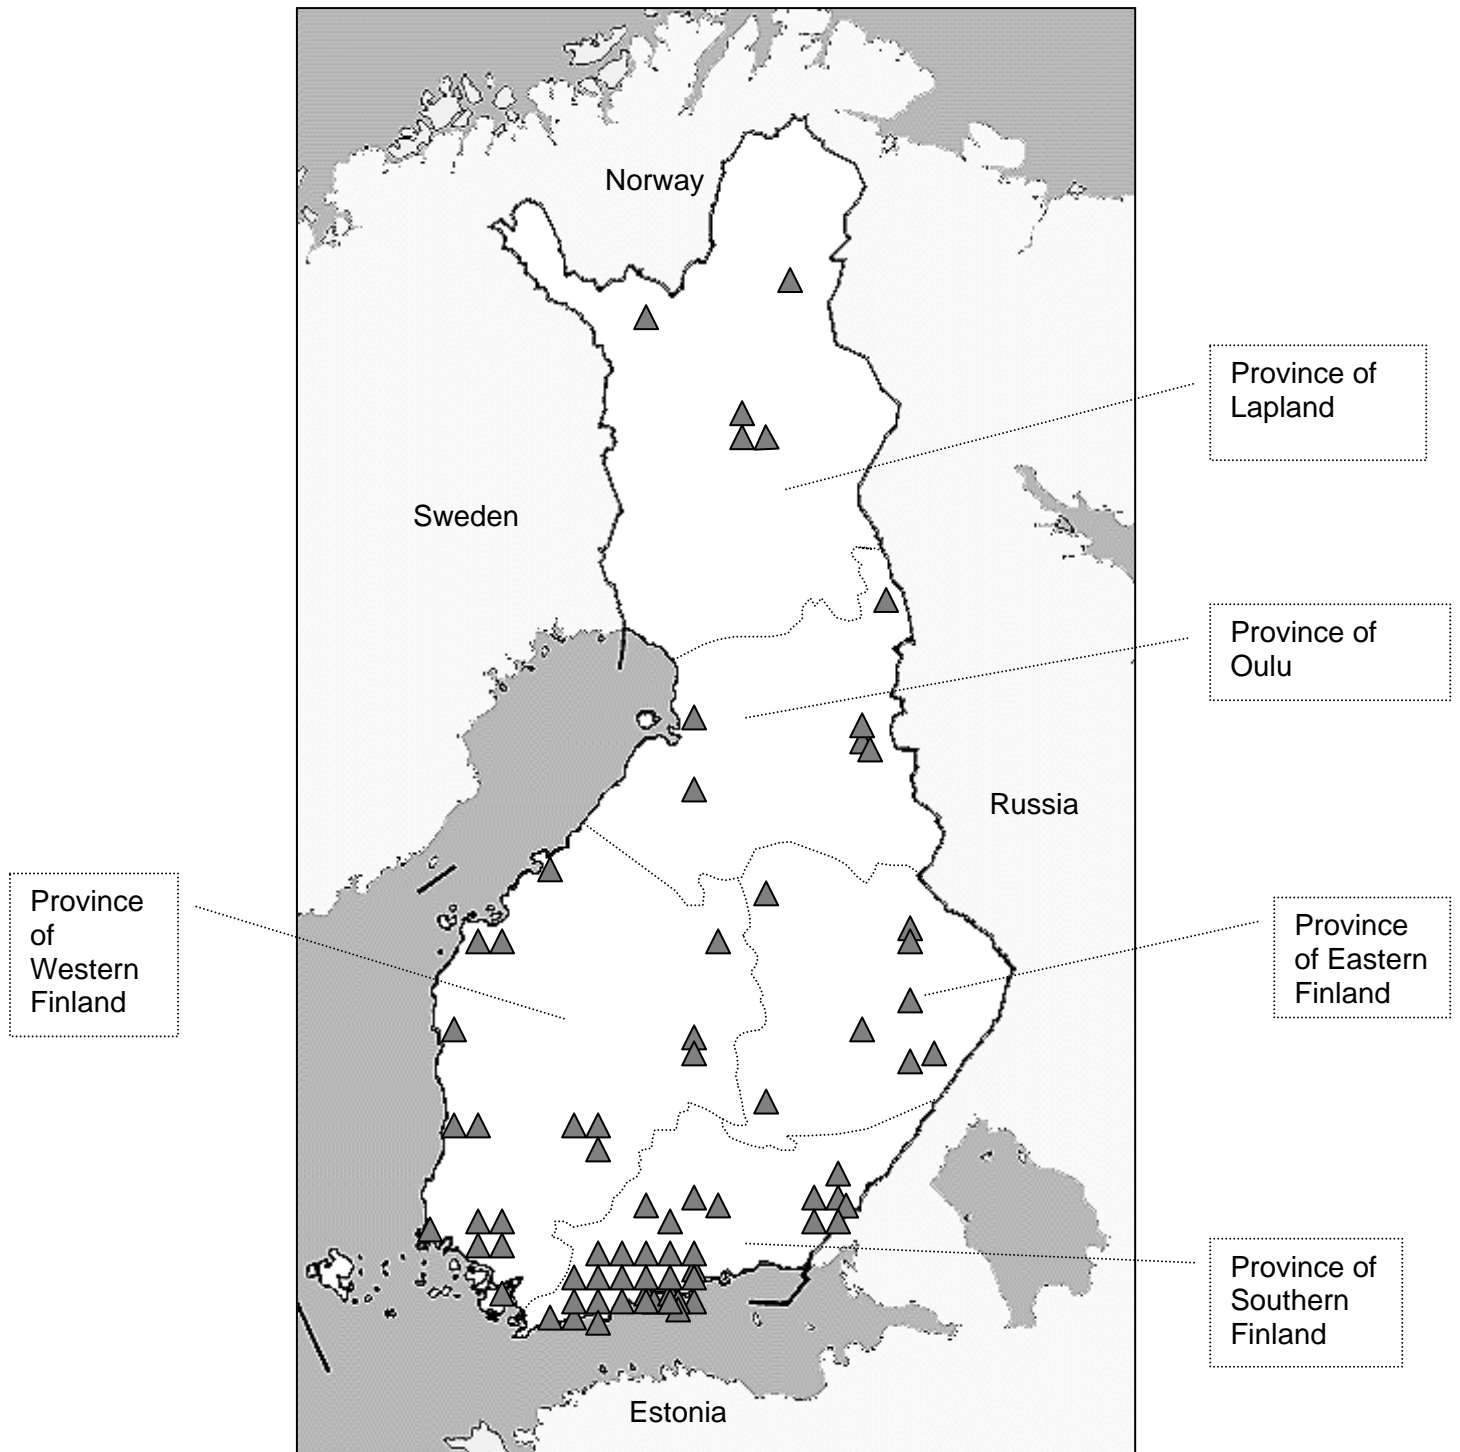 Norway
Province of
Lapland
Sweden
Province of
Oulu
Russia
Province
of
Western
Finland
Province
of Eastern
Finland
Province of
Southern
Finland
Estonia